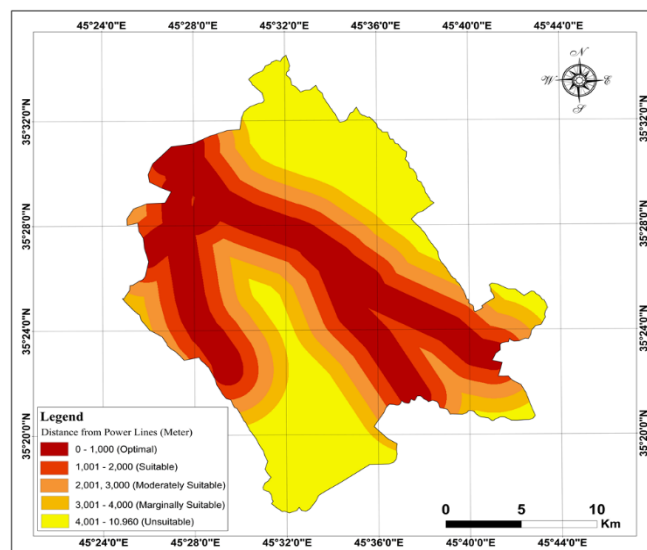 45°24'0"E 45°28'0"E 45°32'0"E 45°36'0"E 45°40'0"E 45°44'0"E
N
W E
S
35°32'0"N 35°32'0"N
35°28'0"N 35°28'0"N
35°24'0"N 35°24'0"N
35°20'0"N 35°20'0"N
Legend
Distance from Power Lines (Meter)
0 - 1,000 (Optimal)
1,001 - 2,000 (Suitable)
2,001, 3,000 (Moderately Suitable)
3,001 - 4,000 (Marginally Suitable)
4,001 - 10.960 (Unsuitable)
0 5 10
Km
45°24'0"E 45°28'0"E 45°32'0"E 45°36'0"E 45°40'0"E 45°44'0"E